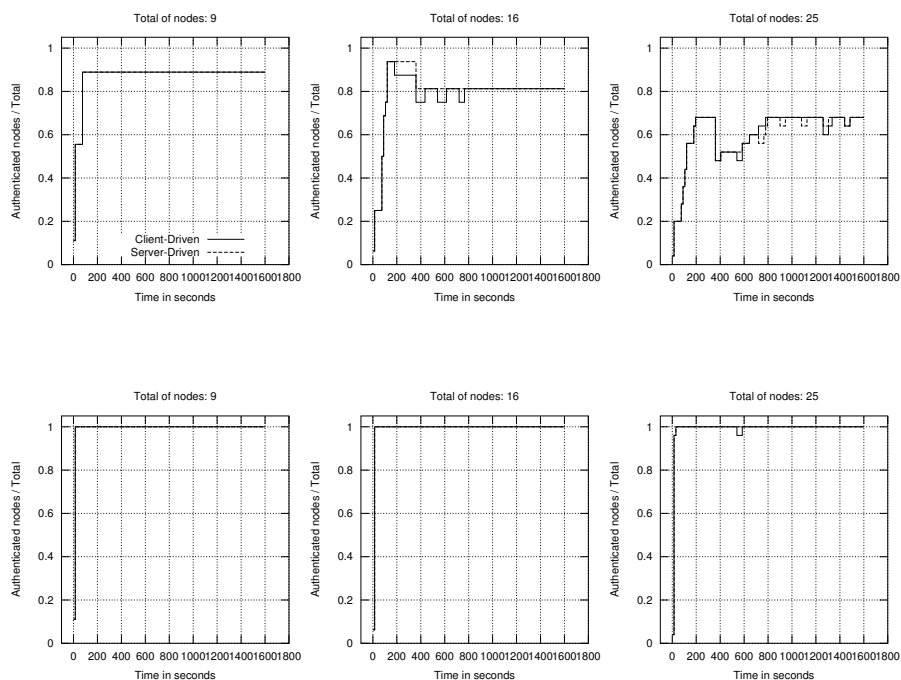 Total of nodes: 9
Authenticated nodes / Total
1
0.8
0.6
0.4
0.2
0
Client-Driven
Server-Driven
0 200 400 600 800 1000 1200 1400 1600 1800
Time in seconds
Total of nodes: 16
Authenticated nodes / Total
1
0.8
0.6
0.4
0.2
0
0 200 400 600 800 1000 1200 1400 1600 1800
Time in seconds
Total of nodes: 25
Authenticated nodes / Total
1
0.8
0.6
0.4
0.2
0
0 200 400 600 800 1000 1200 1400 1600 1800
Time in seconds
Total of nodes: 9
Authenticated nodes / Total
1
0.8
0.6
0.4
0.2
0
0 200 400 600 800 1000 1200 1400 1600 1800
Time in seconds
Total of nodes: 16
Authenticated nodes / Total
1
0.8
0.6
0.4
0.2
0
0 200 400 600 800 1000 1200 1400 1600 1800
Time in seconds
Total of nodes: 25
Authenticated nodes / Total
1
0.8
0.6
0.4
0.2
0
0 200 400 600 800 1000 1200 1400 1600 1800
Time in seconds